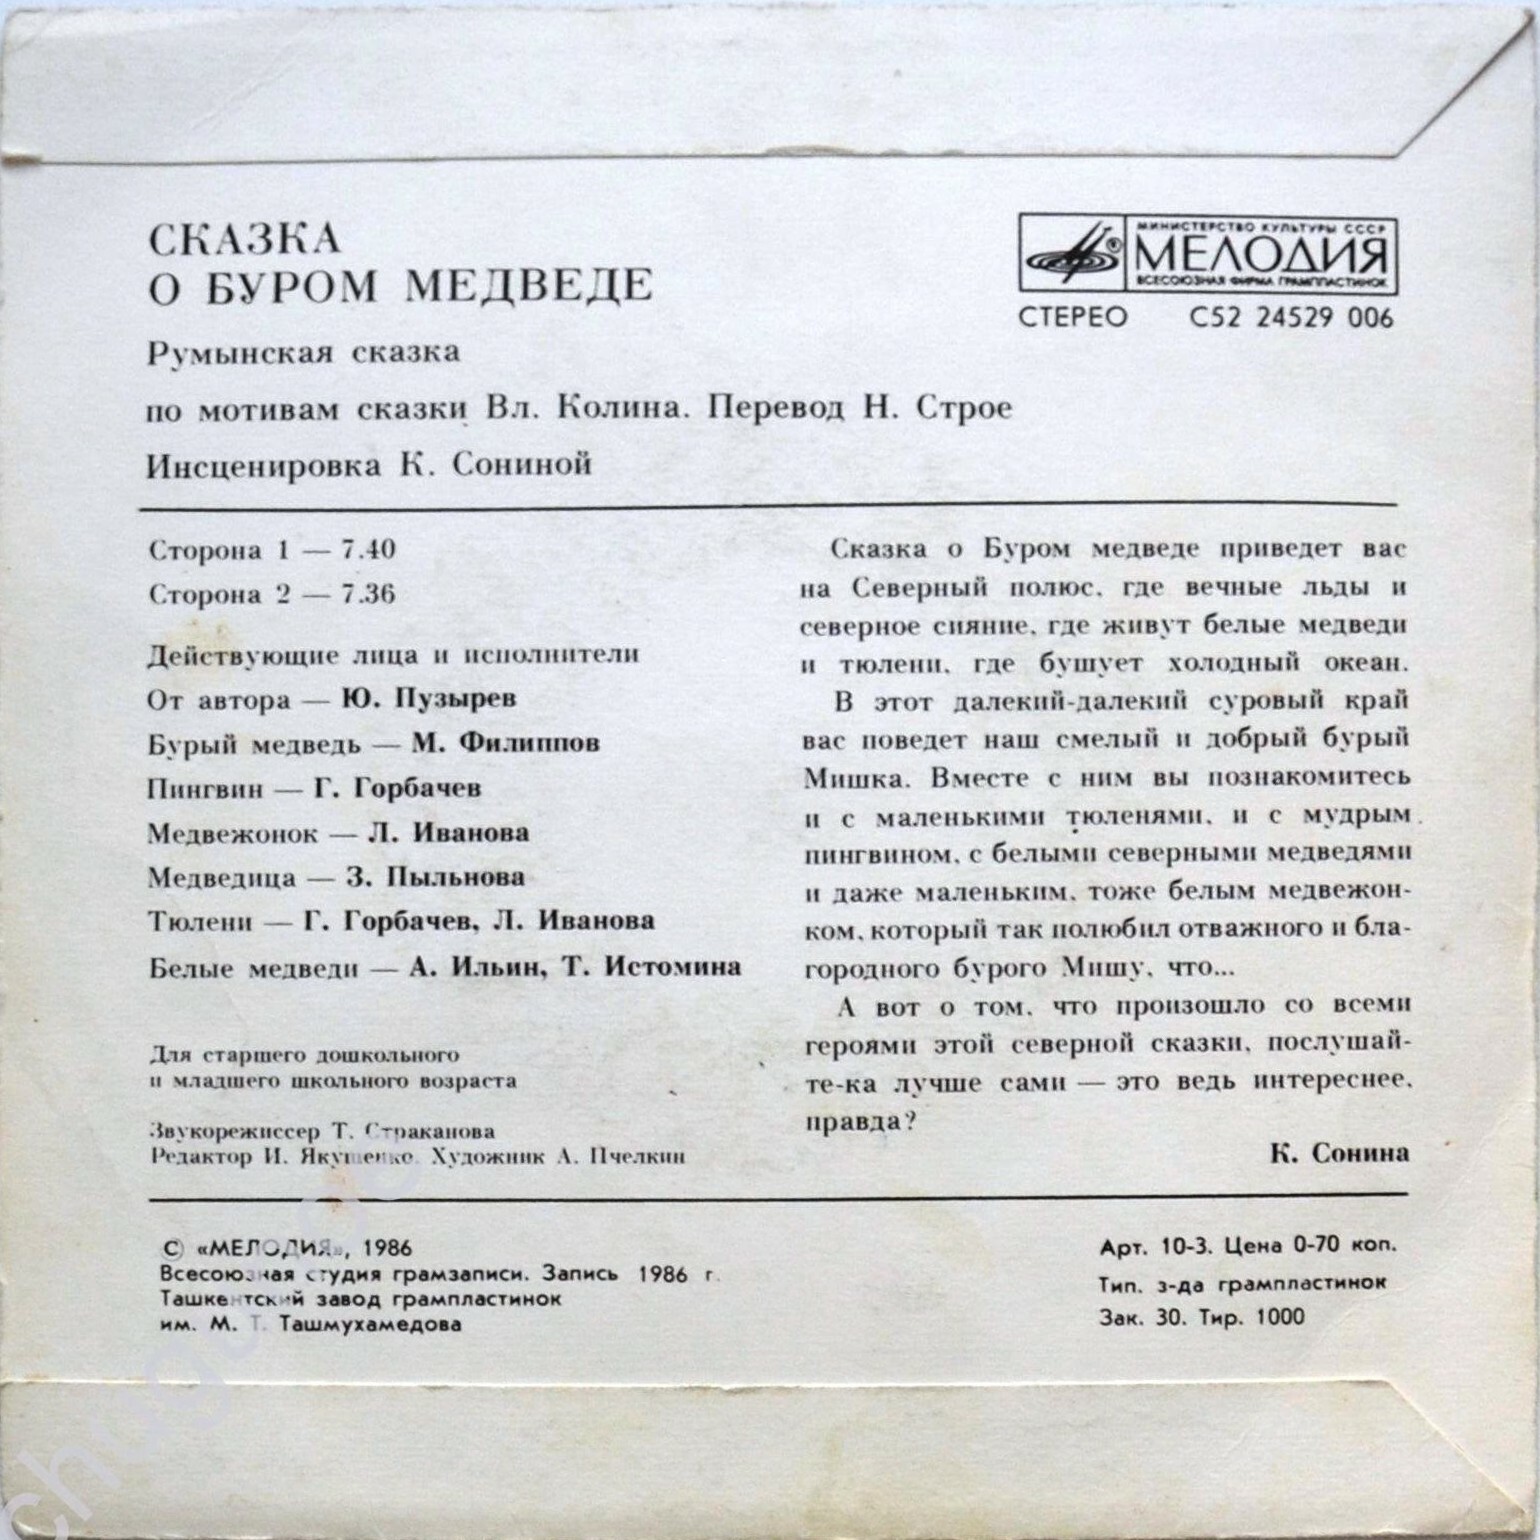 СКАЗКА
О БУРОМ МЕДВЕДЕ
Румынская сказка
по мотивам сказки Вл. Колина. Перевод Н. Строе
Инсценировка К. Сониной
МИНИСТЕРСТВО КУЛЬТУРЫ СССР
МЕЛОДИЯ
ВСЕСОЮЗНАЯ ФИРМА ГРАМПЛАСТИНОК
СТЕРЕО С52 24529 006
Сторона 1 — 7.40
Сторона 2 — 7.36
Действующие лица и исполнители
От автора — Ю. Пузырев
Бурый медведь — М. Филиппов
Пингвин — Г. Горбачев
Медвежонок — Л. Иванова
Медведица — З. Пыльнова
Тюлени — Г. Горбачев, Л. Иванова
Белые медведи — А. Ильин, Т. Истомина
Для старшего дошкольного
и младшего школьного возраста
Звукорежиссер Т. Страканова
Редактор И. Якушенко. Художник А. Пчелкин
Сказка о Буром медведе приведет вас
на Северный полюс, где вечные льды и
северное сияние, где живут белые медведи
и тюлени, где бушует холодный океан.
В этот далекий-далекий суровый край
вас поведет наш смелый и добрый бурый
Мишка. Вместе с ним вы познакомитесь
и с маленькими тюленями, и с мудрым
пингвином, с белыми северными медведями
и даже маленьким, тоже белым медвежон-
ком, который так полюбил отважного и бла-
городного бурого Мишу, что...
А вот о том, что произошло со всеми
героями этой северной сказки, послушай-
те-ка лучше сами — это ведь интереснее,
правда?
К. Сонина
© «МЕЛОДИЯ», 1986
Всесоюзная студия грамзаписи. Запись 1986 г.
Ташкентский завод грампластинок
им. М. Т. Ташмухамедова
Арт. 10-3. Цена 0-70 коп.
Тип. з-да грампластинок
Зак. 30. Тир. 1000